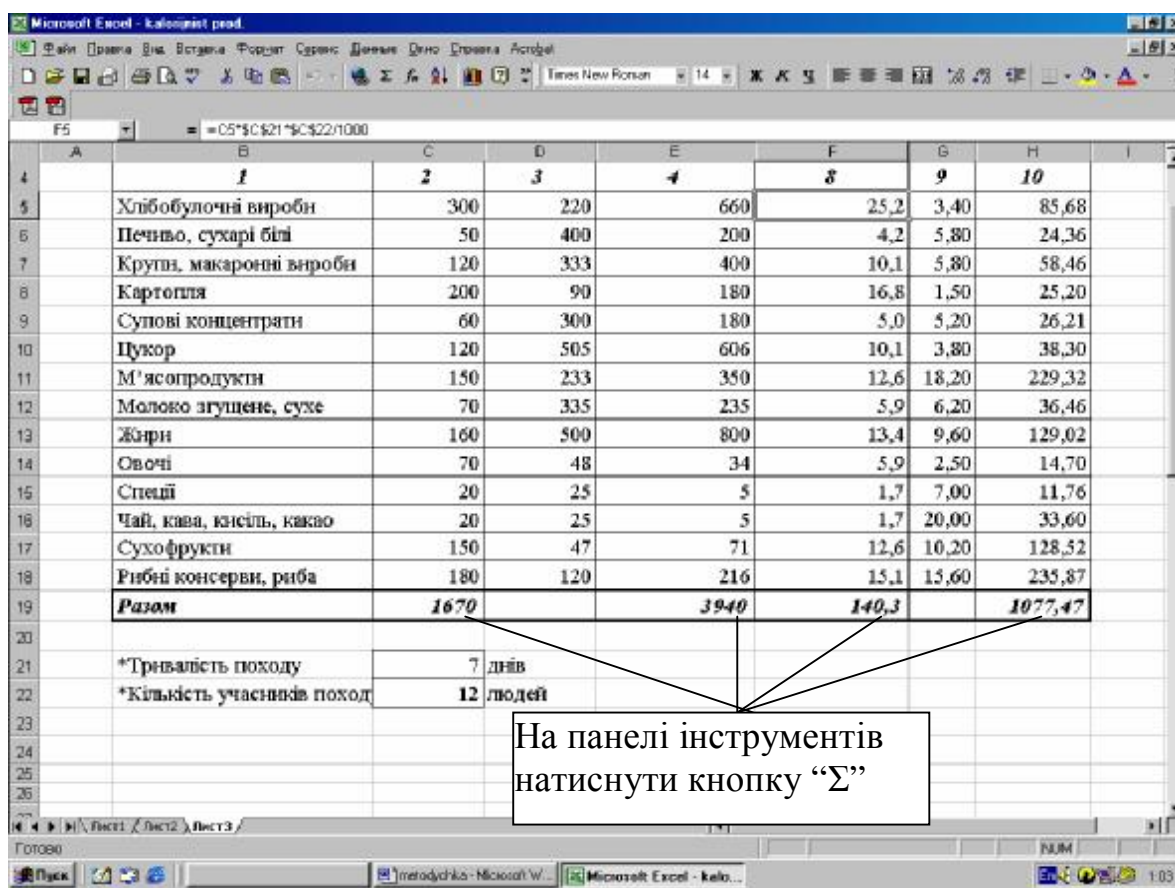 Microsoft Excel - kalorijnist prod.
Файл Правка Вид Вставка Формат Сервис Данные Окно Справка Acrobat
Times New Roman 14 Ж К Ч
F5 = =C5*$C$21*$C$22/1000
A B C D E F G H I
4 1 2 3 4 8 9 10
5 Хлібобулочні вироби 300 220 660 25,2 3,40 85,68
6 Печиво, сухарі білі 50 400 200 4,2 5,80 24,36
7 Крупи, макаронні вироби 120 333 400 10,1 5,80 58,46
8 Картопля 200 90 180 16,8 1,50 25,20
9 Супові концентрати 60 300 180 5,0 5,20 26,21
10 Цукор 120 505 606 10,1 3,80 38,30
11 М’ясопродукти 150 233 350 12,6 18,20 229,32
12 Молоко згущене, сухе 70 335 235 5,9 6,20 36,46
13 Жири 160 500 800 13,4 9,60 129,02
14 Овочі 70 48 34 5,9 2,50 14,70
15 Спеції 20 25 5 1,7 7,00 11,76
16 Чай, кава, кисіль, какао 20 25 5 1,7 20,00 33,60
17 Сухофрукти 150 47 71 12,6 10,20 128,52
18 Рибні консерви, риба 180 120 216 15,1 15,60 235,87
19 Разом 1670 3940 140,3 1077,47
20
21 *Тривалість походу 7 днів
22 *Кількість учасників поход 12 людей
23
На панелі інструментів
24
натиснути кнопку “Σ”
25
26
Лист1 Лист2 Лист3
Готово NUM
Пуск metodychka - Microsoft W... Microsoft Excel - kalo... En